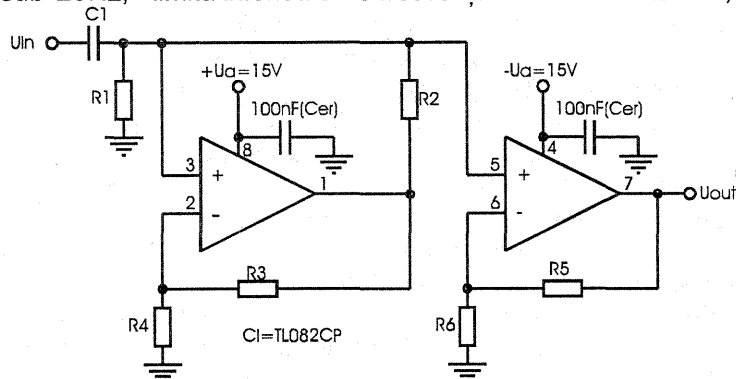 C1
Uin
R1
+Ua=15V
100nF(Cer)
R2
-Ua=15V
100nF(Cer)
8
4
3
+
1
2
-
5
+
7
6
-
Uout
R3
R5
R4
R6
CI=TL082CP